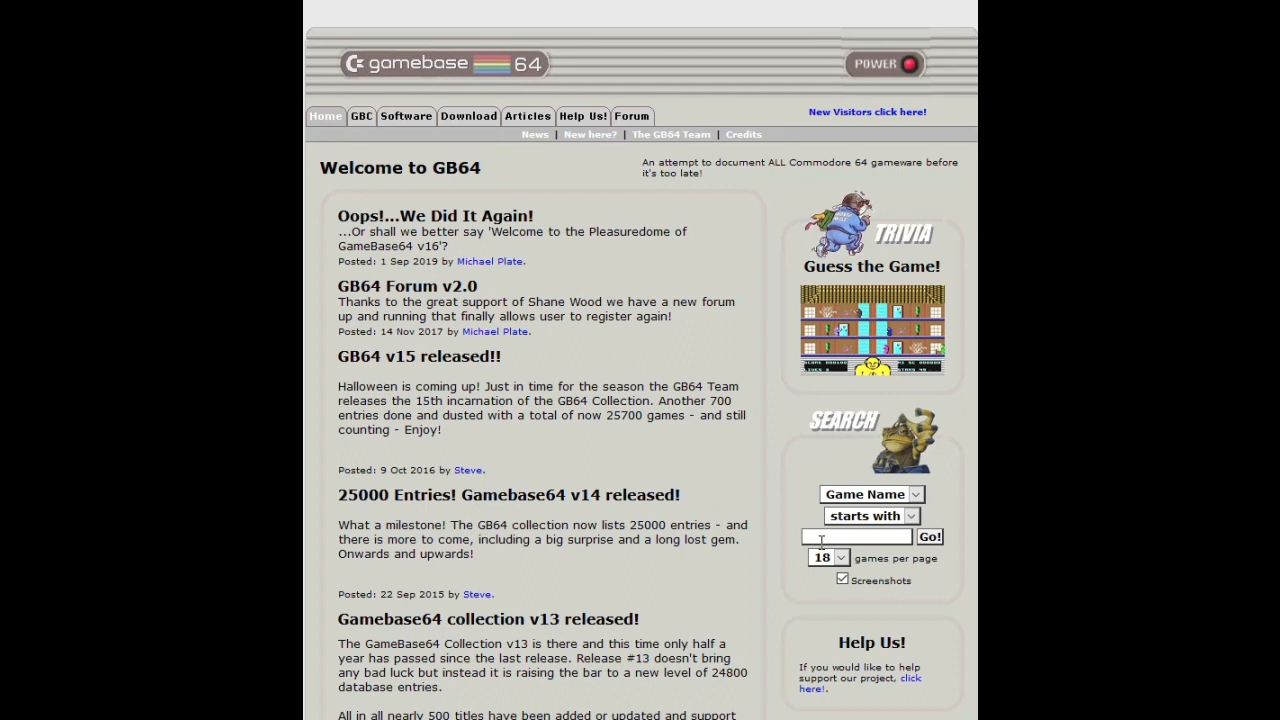 gamebase 64
POWER
Home GBC Software Download Articles Help Us! Forum
New Visitors click here!
News | New here? | The GB64 Team | Credits
Welcome to GB64
An attempt to document ALL Commodore 64 gameware before
it's too late!
Oops!...We Did It Again!
...Or shall we better say 'Welcome to the Pleasuredome of
GameBase64 v16'?
Posted: 1 Sep 2019 by Michael Plate.
GB64 Forum v2.0
Thanks to the great support of Shane Wood we have a new forum
up and running that finally allows user to register again!
Posted: 14 Nov 2017 by Michael Plate.
GB64 v15 released!!
Halloween is coming up! Just in time for the season the GB64 Team
releases the 15th incarnation of the GB64 Collection. Another 700
entries done and dusted with a total of now 25700 games - and still
counting - Enjoy!
Posted: 9 Oct 2016 by Steve.
25000 Entries! Gamebase64 v14 released!
What a milestone! The GB64 collection now lists 25000 entries - and
there is more to come, including a big surprise and a long lost gem.
Onwards and upwards!
Posted: 22 Sep 2015 by Steve.
Gamebase64 collection v13 released!
The GameBase64 Collection v13 is there and this time only half a
year has passed since the last release. Release #13 doesn't bring
any bad luck but instead it is raising the bar to a new level of 24800
database entries.
All in all nearly 500 titles have been added or updated and support
TRIVIA
Guess the Game!
SEARCH
Game Name
starts with
Go!
18 games per page
Screenshots
Help Us!
If you would like to help
support our project, click
here!.